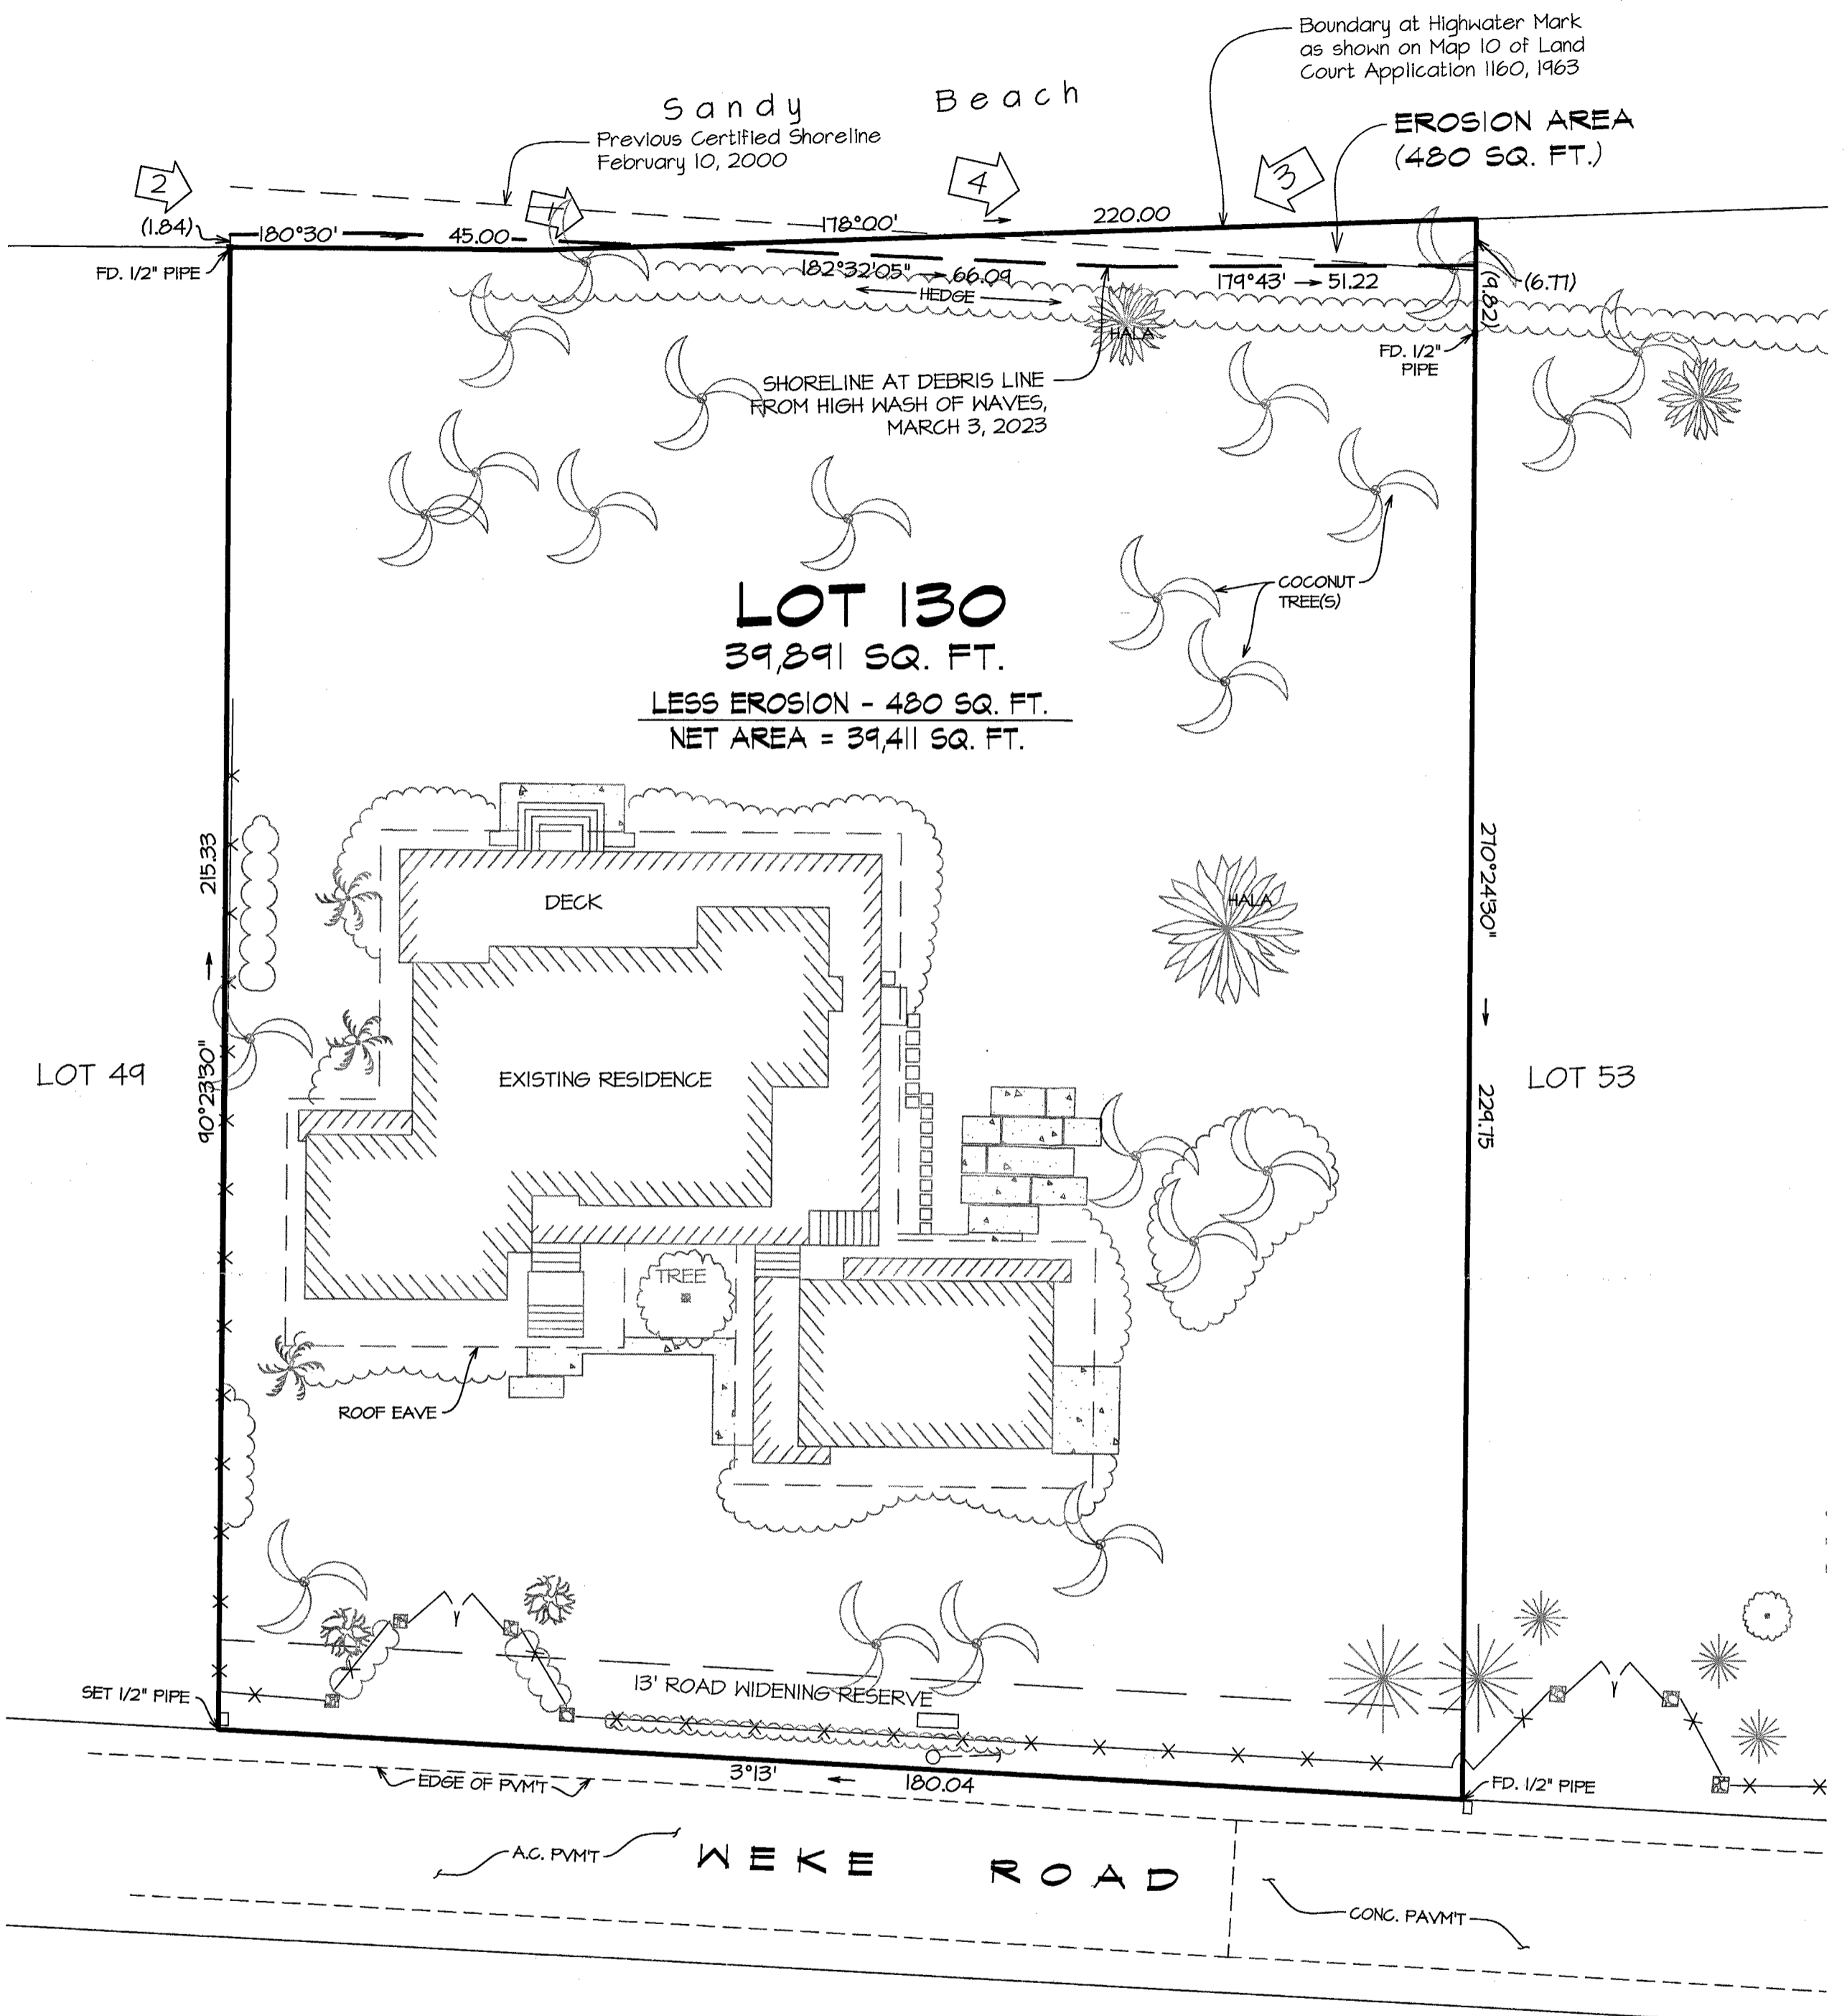 Boundary at Highwater Mark
as shown on Map 10 of Land
Court Application 1160, 1963
Sandy Beach
Previous Certified Shoreline
February 10, 2000
EROSION AREA
(480 SQ. FT.)
2
1
4
3
(1.84)
180°30'
45.00
178°00'
220.00
FD. 1/2" PIPE
182°32'05"
66.09
179°43'
51.22
(6.77)
(9.82)
HEDGE
HALA
FD. 1/2"
PIPE
SHORELINE AT DEBRIS LINE
FROM HIGH WASH OF WAVES,
MARCH 3, 2023
COCONUT
TREE(S)
LOT 130
39,891 SQ. FT.
LESS EROSION - 480 SQ. FT.
NET AREA = 39,411 SQ. FT.
215.33
90°23'30"
270°24'30"
229.15
DECK
HALA
EXISTING RESIDENCE
LOT 49
LOT 53
TREE
ROOF EAVE
13' ROAD WIDENING RESERVE
SET 1/2" PIPE
EDGE OF PVM'T
3°13'
180.04
FD. 1/2" PIPE
A.C. PVM'T
WEKE ROAD
CONC. PAVM'T